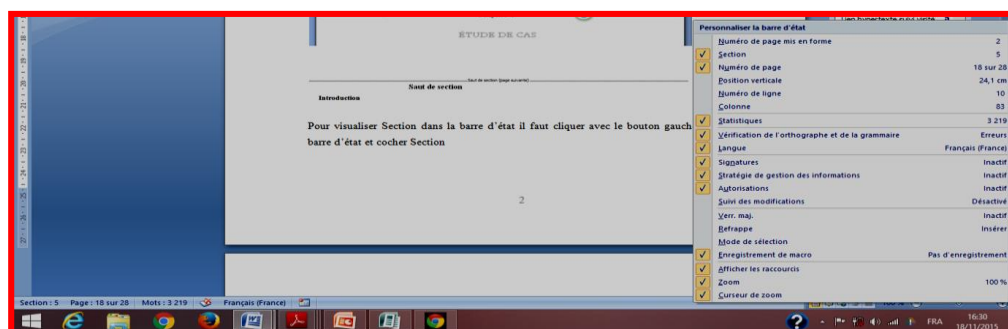 Lien hypertexte suivi visité
ÉTUDE DE CAS
Saut de section (page suivante)
Saut de section
Introduction
Pour visualiser Section dans la barre d'état il faut cliquer avec le bouton gauch
barre d'état et cocher Section
2
Personnaliser la barre d'état
Numéro de page mis en forme 2
Section 5
Numéro de page 18 sur 28
Position verticale 24,1 cm
Numéro de ligne 10
Colonne 83
Statistiques 3 219
Vérification de l'orthographe et de la grammaire Erreurs
Langue Français (France)
Signatures Inactif
Stratégie de gestion des informations Inactif
Autorisations Inactif
Suivi des modifications Désactivé
Verr. maj. Inactif
Refrappe Insérer
Mode de sélection
Enregistrement de macro Pas d'enregistrement
Afficher les raccourcis
Zoom 100 %
Curseur de zoom
Section : 5 Page : 18 sur 28 Mots : 3 219 Français (France)
FRA 16:30
18/11/2015